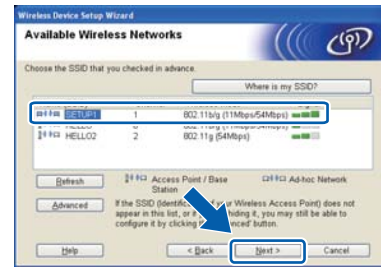 Wireless Device Setup Wizard
Available Wireless Networks
Choose the SSID that you checked in advance.
Where is my SSID?
SETUP1 1 802.11b/g (11Mbps/54Mbps)
HELLO2 2 802.11g (54Mbps)
Refresh
Access Point / Base Station
Ad-hoc Network
Advanced
If the SSID of your Wireless Access Point) does not
appear in this list, or hiding it, you may still be able to
configure it by clicking button.
Help
< Back
Next >
Cancel